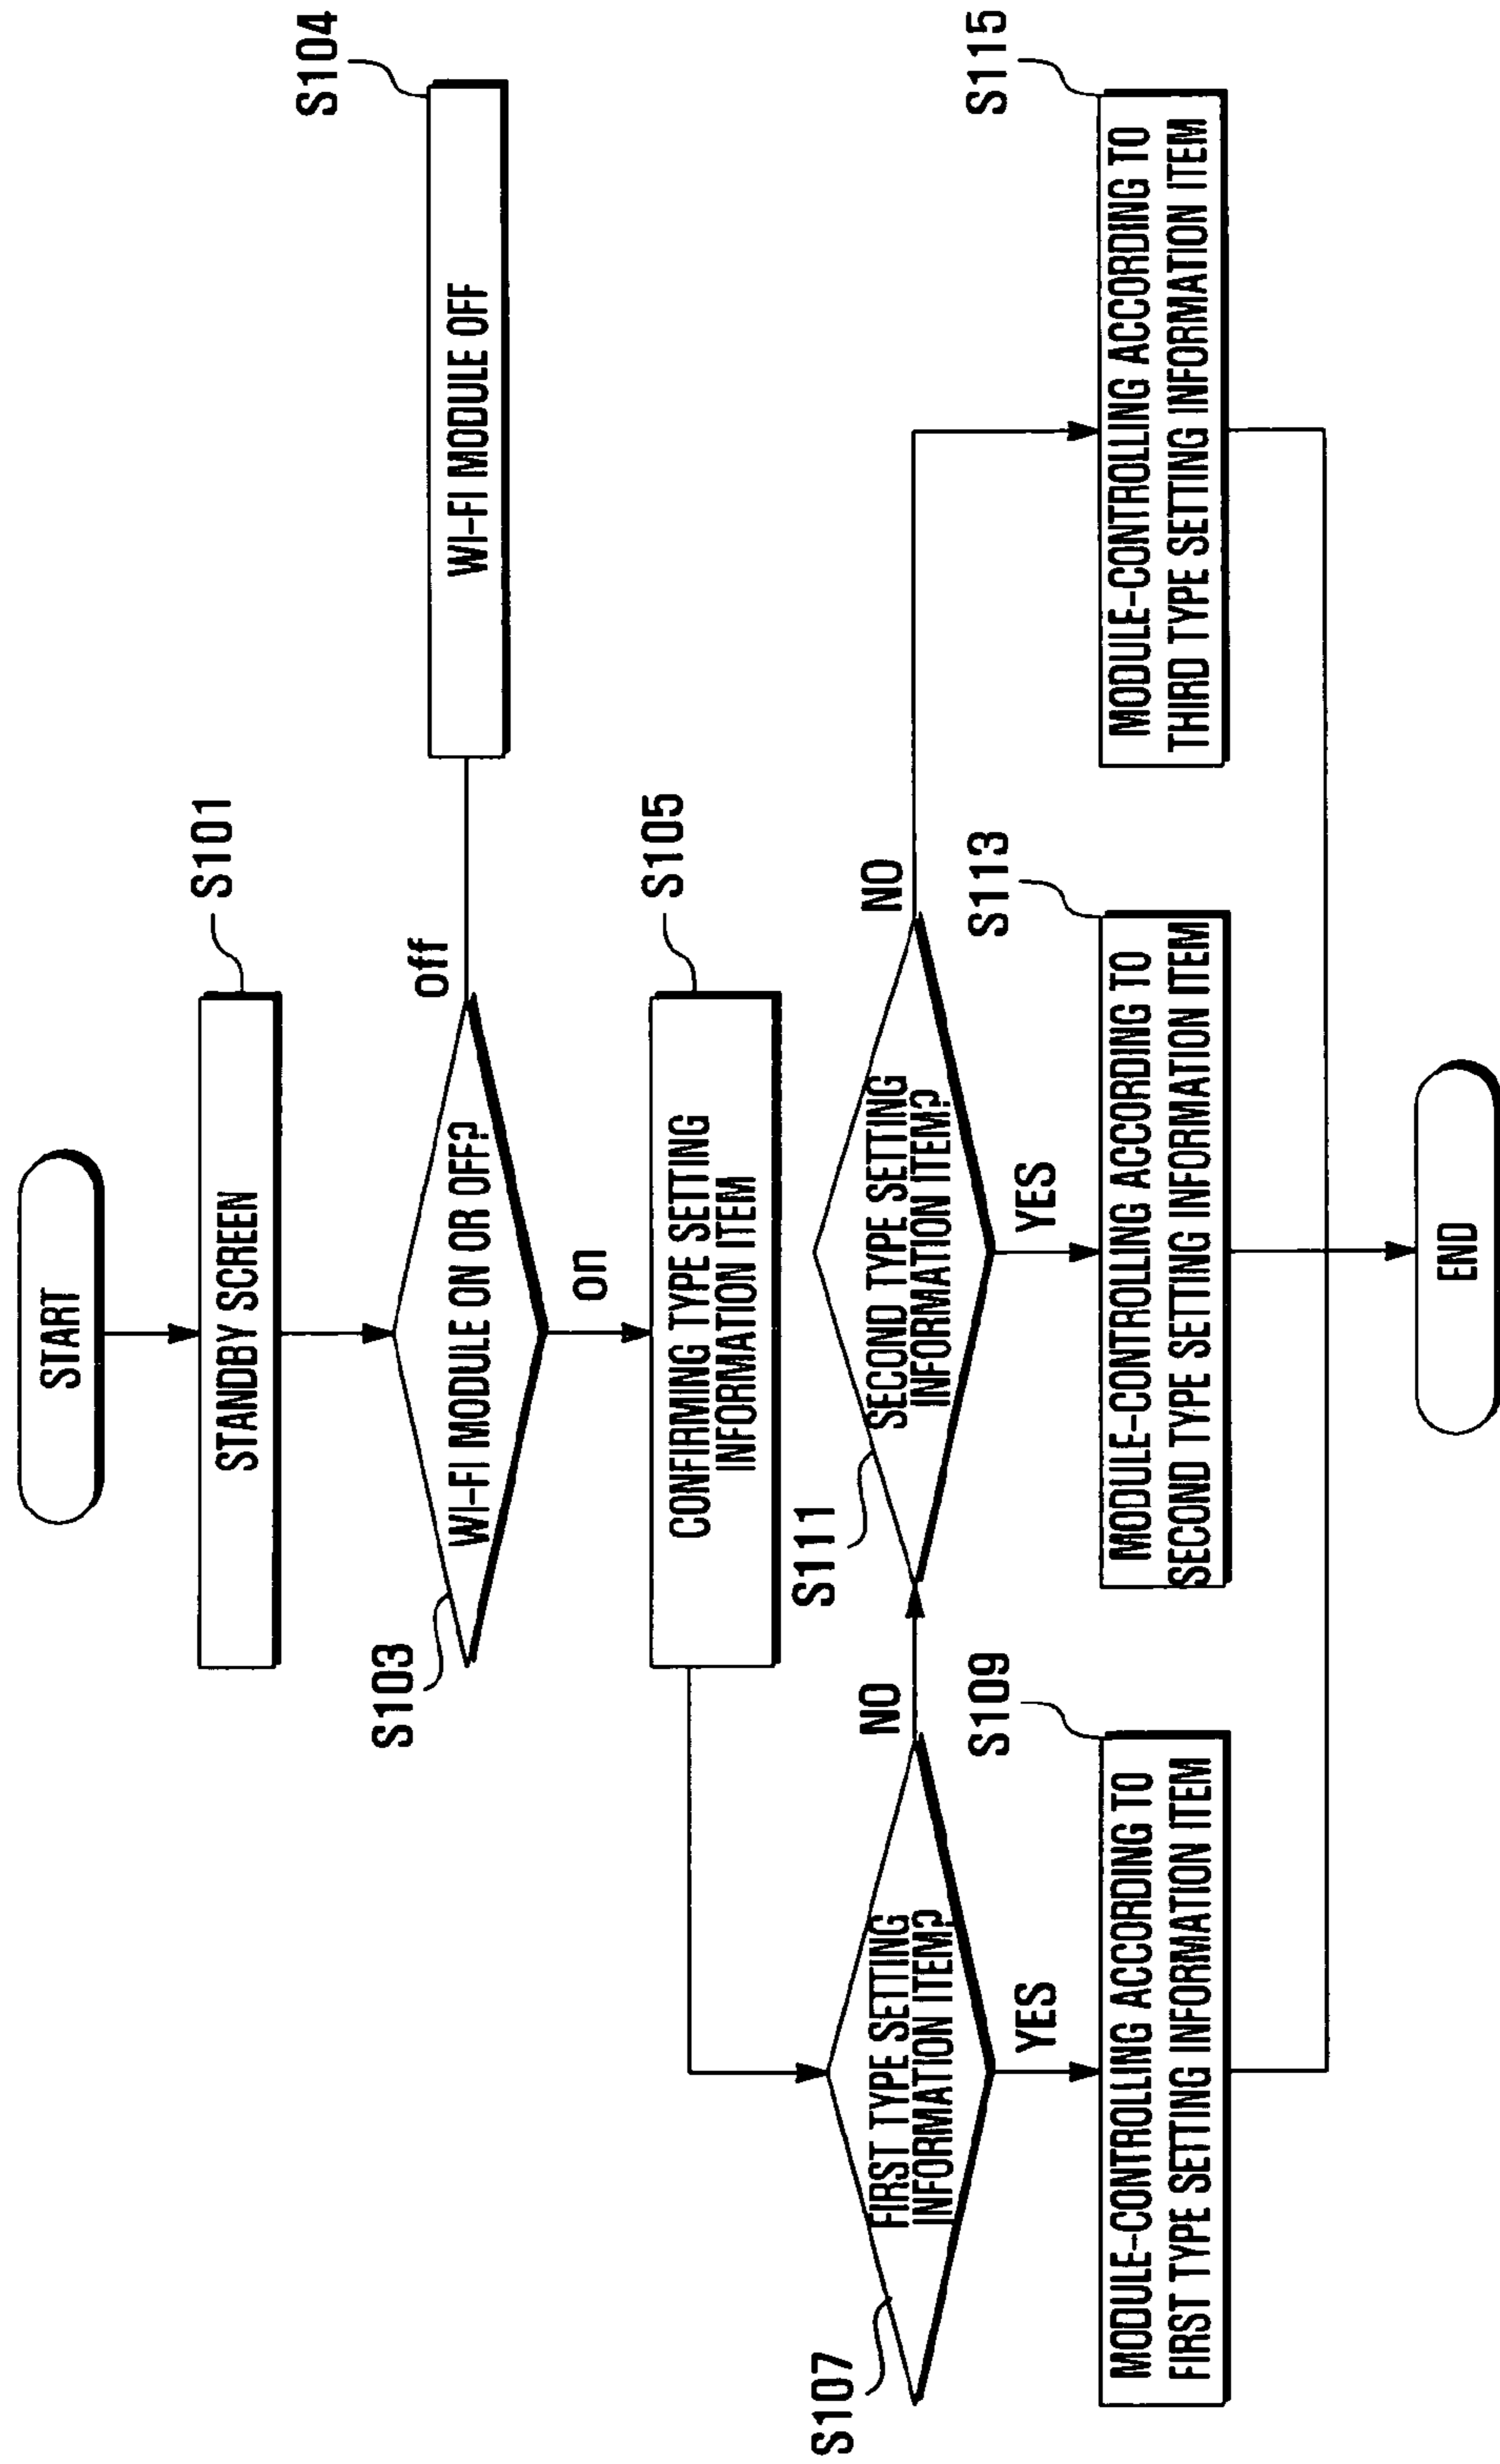 START
S101
STANDBY SCREEN
S103
WI-FI MODULE ON OR OFF?
off
S104
WI-FI MODULE OFF
on
S105
CONFIRMING TYPE SETTING
INFORMATION ITEM
S107
FIRST TYPE SETTING
INFORMATION ITEM?
NO
S111
SECOND TYPE SETTING
INFORMATION ITEM?
NO
YES
S109
MODULE-CONTROLLING ACCORDING TO
FIRST TYPE SETTING INFORMATION ITEM
YES
S113
MODULE-CONTROLLING ACCORDING TO
SECOND TYPE SETTING INFORMATION ITEM
S115
MODULE-CONTROLLING ACCORDING TO
THIRD TYPE SETTING INFORMATION ITEM
END